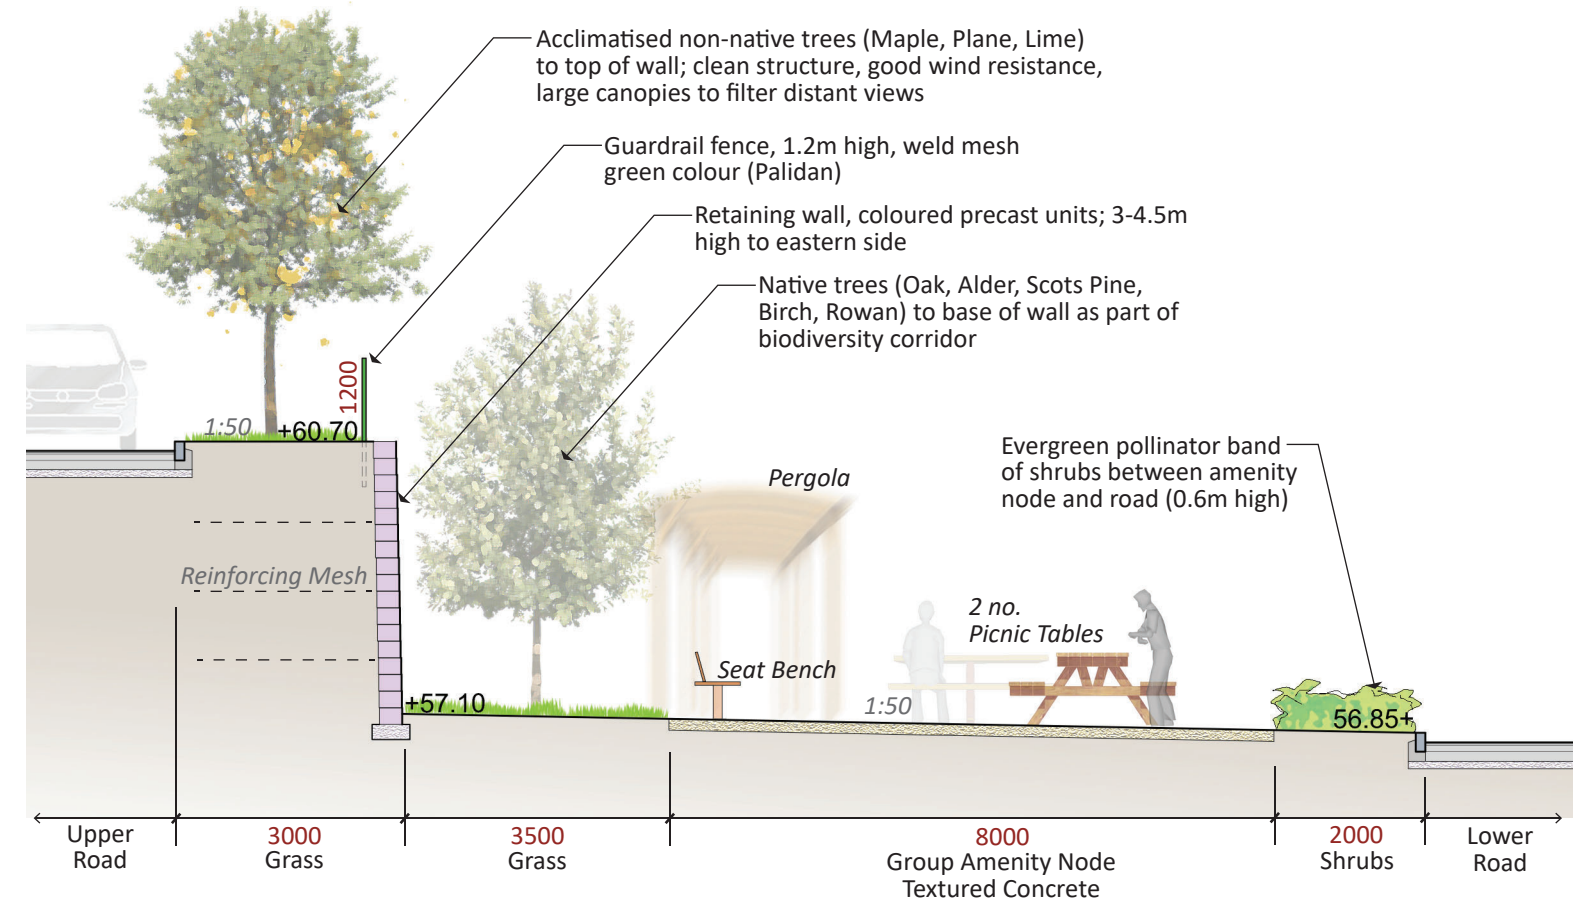 Acclimatised non-native trees (Maple, Plane, Lime)
to top of wall; clean structure, good wind resistance,
large canopies to filter distant views
Guardrail fence, 1.2m high, weld mesh
green colour (Palidan)
Retaining wall, coloured precast units; 3-4.5m
high to eastern side
Native trees (Oak, Alder, Scots Pine,
Birch, Rowan) to base of wall as part of
biodiversity corridor
1200
1:50
+60.70
Evergreen pollinator band
of shrubs between amenity
node and road (0.6m high)
Pergola
Reinforcing Mesh
2 no.
Picnic Tables
Seat Bench
+57.10
1:50
56.85+
Upper
Road
3000
Grass
3500
Grass
8000
Group Amenity Node
Textured Concrete
2000
Shrubs
Lower
Road